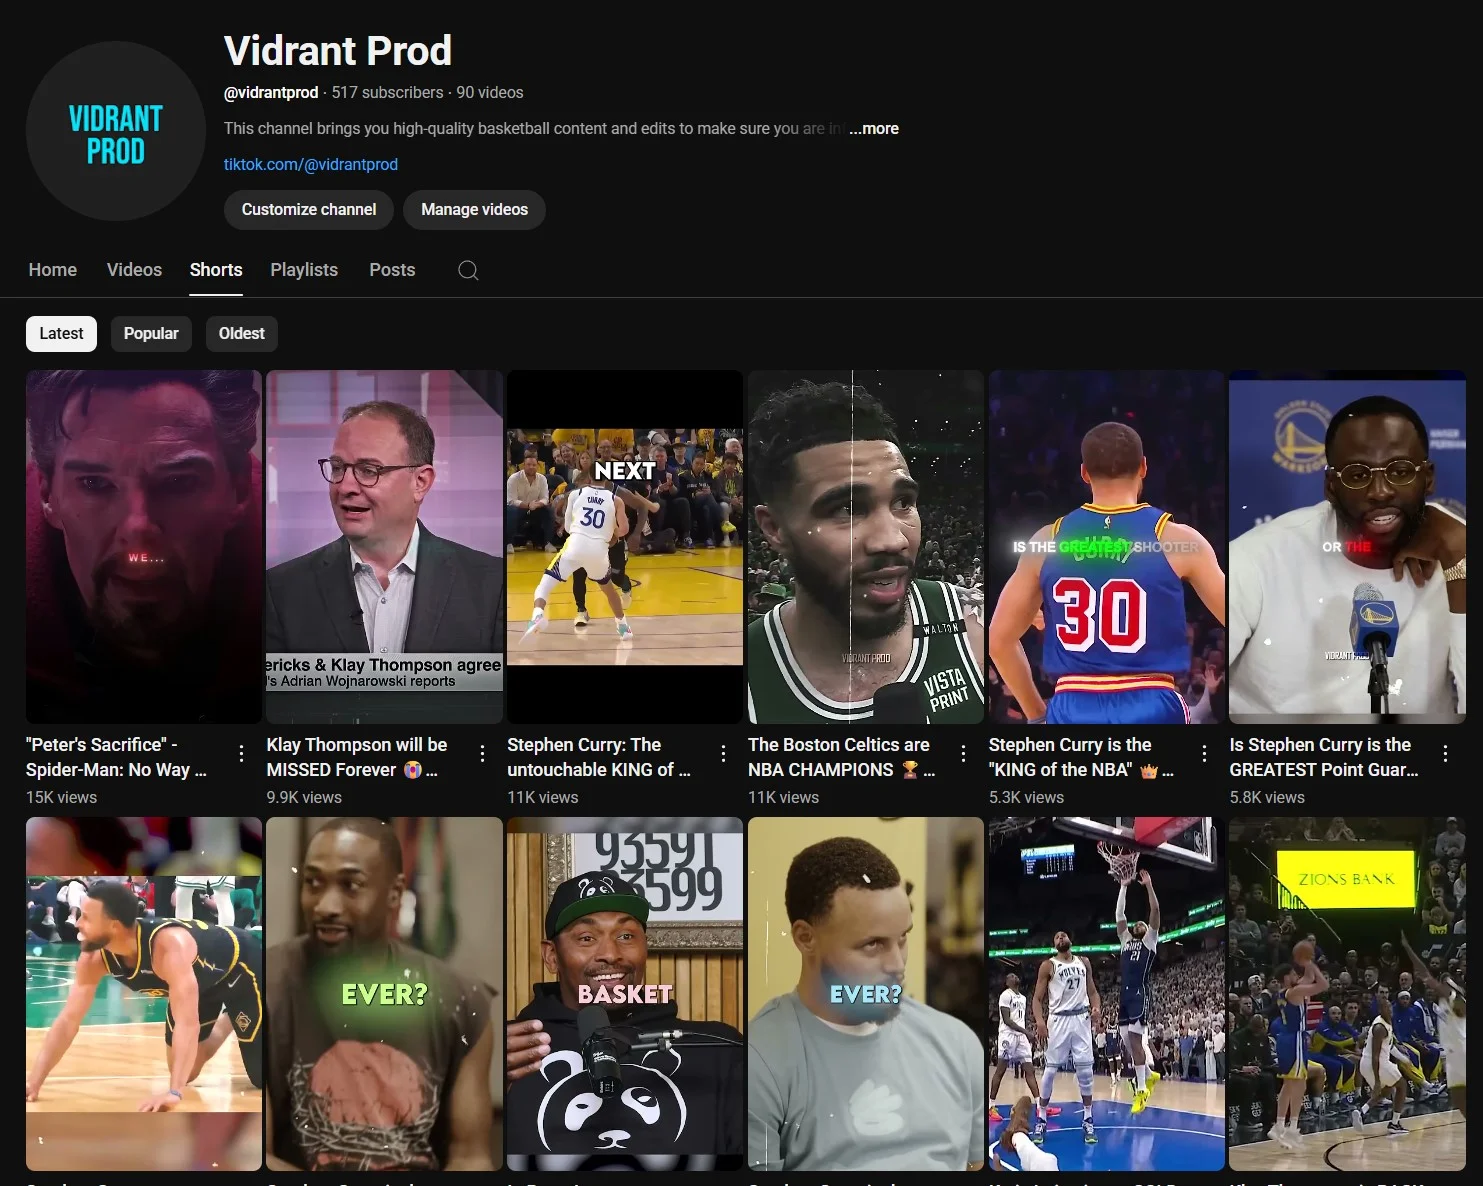 VIDRANT
PROD
Vidrant Prod
@vidrantprod · 517 subscribers · 90 videos
This channel brings you high-quality basketball content and edits to make sure you are in ...more
tiktok.com/@vidrantprod
Customize channel
Manage videos
Home
Videos
Shorts
Playlists
Posts
Latest
Popular
Oldest
WE...
ericks & Klay Thompson agree
's Adrian Wojnarowski reports
NEXT
CURRY
30
WALTON
VIDRANT PROD
VISTA
PRINT
IS THE GREATEST SHOOTER
30
OR THE
VIDRANT PROD
"Peter's Sacrifice" -
Spider-Man: No Way ...
15K views
Klay Thompson will be
MISSED Forever 😭 ...
9.9K views
Stephen Curry: The
untouchable KING of ...
11K views
The Boston Celtics are
NBA CHAMPIONS 🏆 ...
11K views
Stephen Curry is the
"KING of the NBA" 👑 ...
5.3K views
Is Stephen Curry is the
GREATEST Point Guar...
5.8K views
EVER?
93591
93599
BASKET
EVER?
WOLVES
27
21
ZIONS BANK